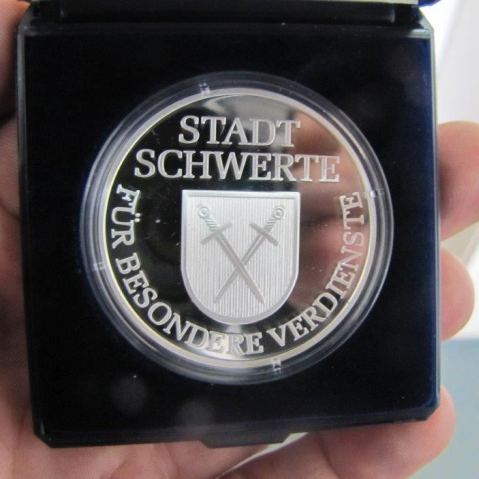 STADT
SCHWERTE
FÜR BESONDERE VERDIENSTE